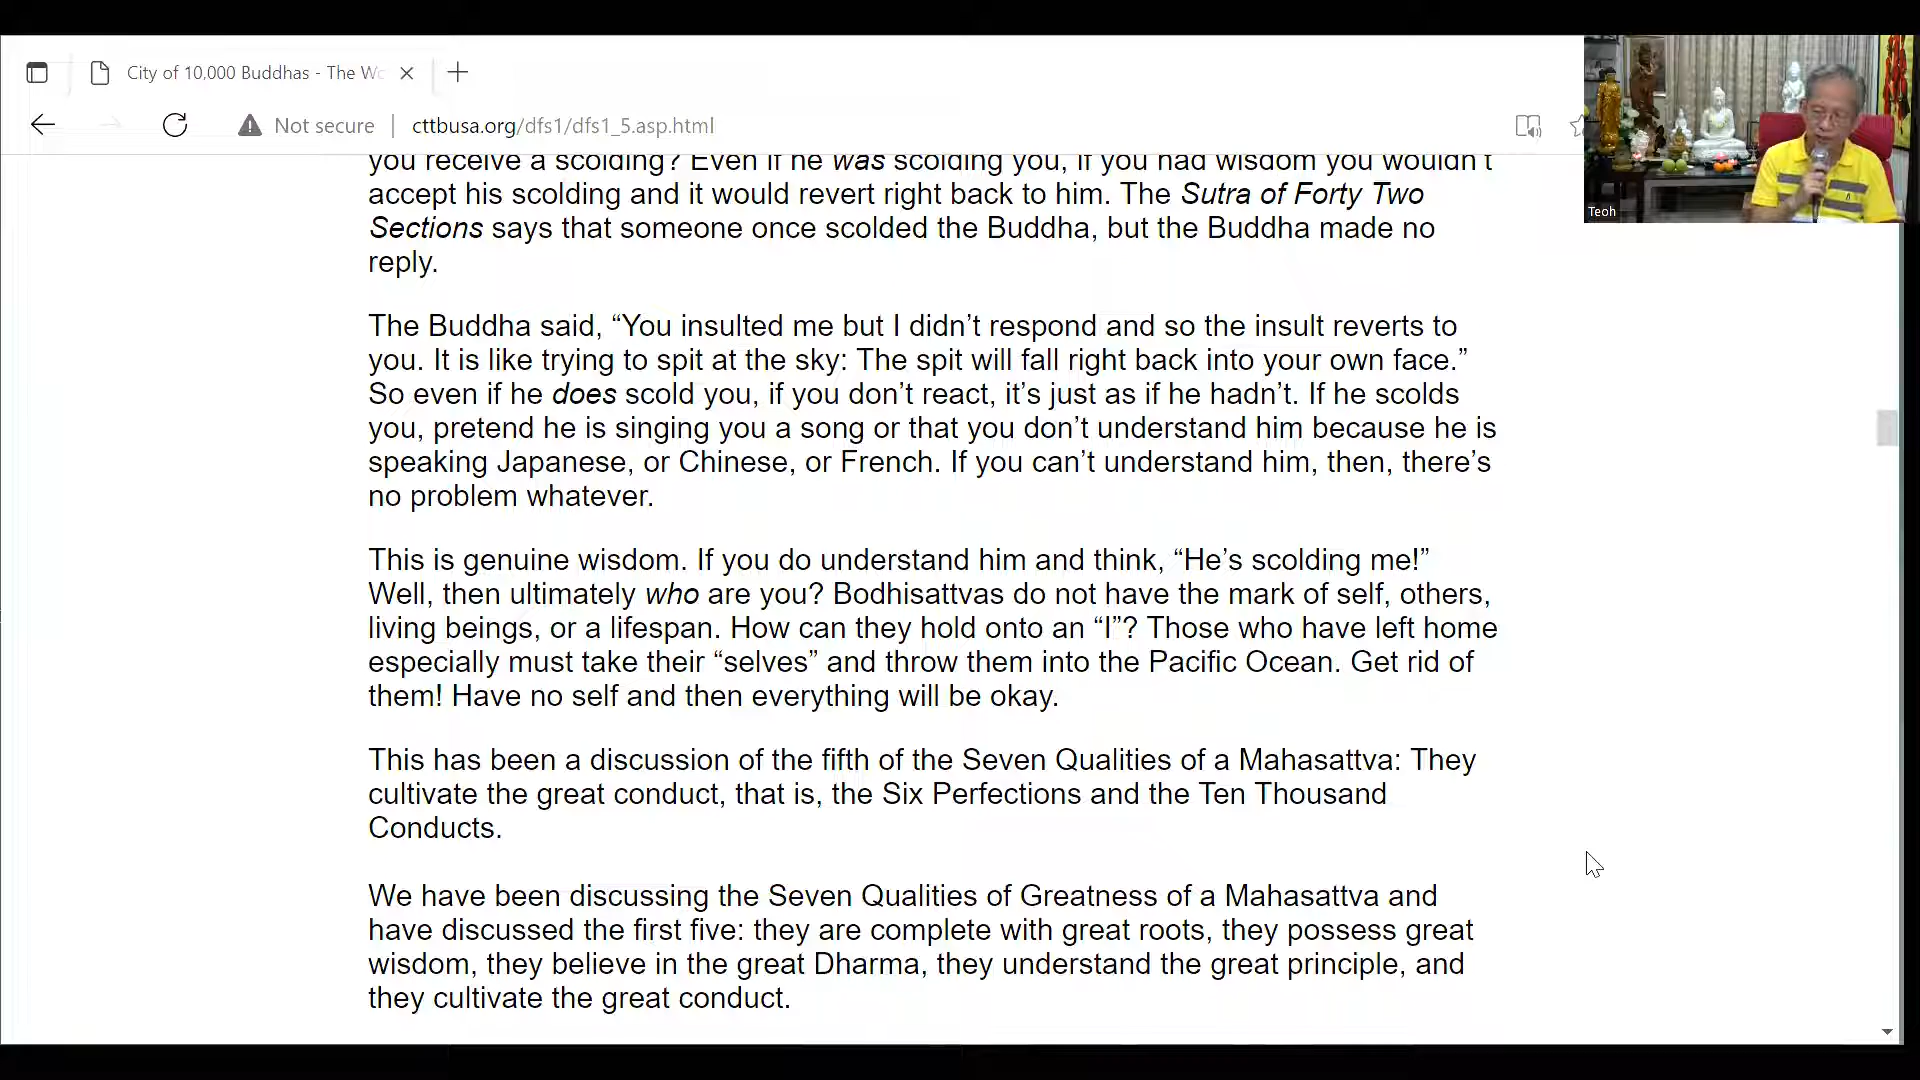 City of 10,000 Buddhas - The Wo
Not secure
cttbusa.org/dfs1/dfs1_5.asp.html
Teoh
you receive a scolding? Even if he was scolding you, if you had wisdom you wouldn't
accept his scolding and it would revert right back to him. The Sutra of Forty Two
Sections says that someone once scolded the Buddha, but the Buddha made no
reply.
The Buddha said, “You insulted me but I didn’t respond and so the insult reverts to
you. It is like trying to spit at the sky: The spit will fall right back into your own face.”
So even if he does scold you, if you don’t react, it’s just as if he hadn’t. If he scolds
you, pretend he is singing you a song or that you don’t understand him because he is
speaking Japanese, or Chinese, or French. If you can’t understand him, then, there’s
no problem whatever.
This is genuine wisdom. If you do understand him and think, “He’s scolding me!”
Well, then ultimately who are you? Bodhisattvas do not have the mark of self, others,
living beings, or a lifespan. How can they hold onto an “I”? Those who have left home
especially must take their “selves” and throw them into the Pacific Ocean. Get rid of
them! Have no self and then everything will be okay.
This has been a discussion of the fifth of the Seven Qualities of a Mahasattva: They
cultivate the great conduct, that is, the Six Perfections and the Ten Thousand
Conducts.
We have been discussing the Seven Qualities of Greatness of a Mahasattva and
have discussed the first five: they are complete with great roots, they possess great
wisdom, they believe in the great Dharma, they understand the great principle, and
they cultivate the great conduct.